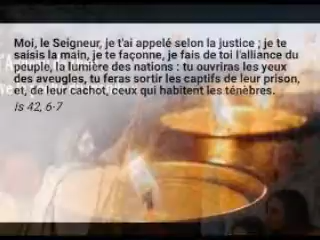 Moi, le Seigneur, je t'ai appelé selon la justice ; je te
saisis la main, je te façonne, je fais de toi l'alliance du
peuple, la lumière des nations : tu ouvriras les yeux
des aveugles, tu feras sortir les captifs de leur prison,
et, de leur cachot, ceux qui habitent les ténèbres.
Is 42, 6-7